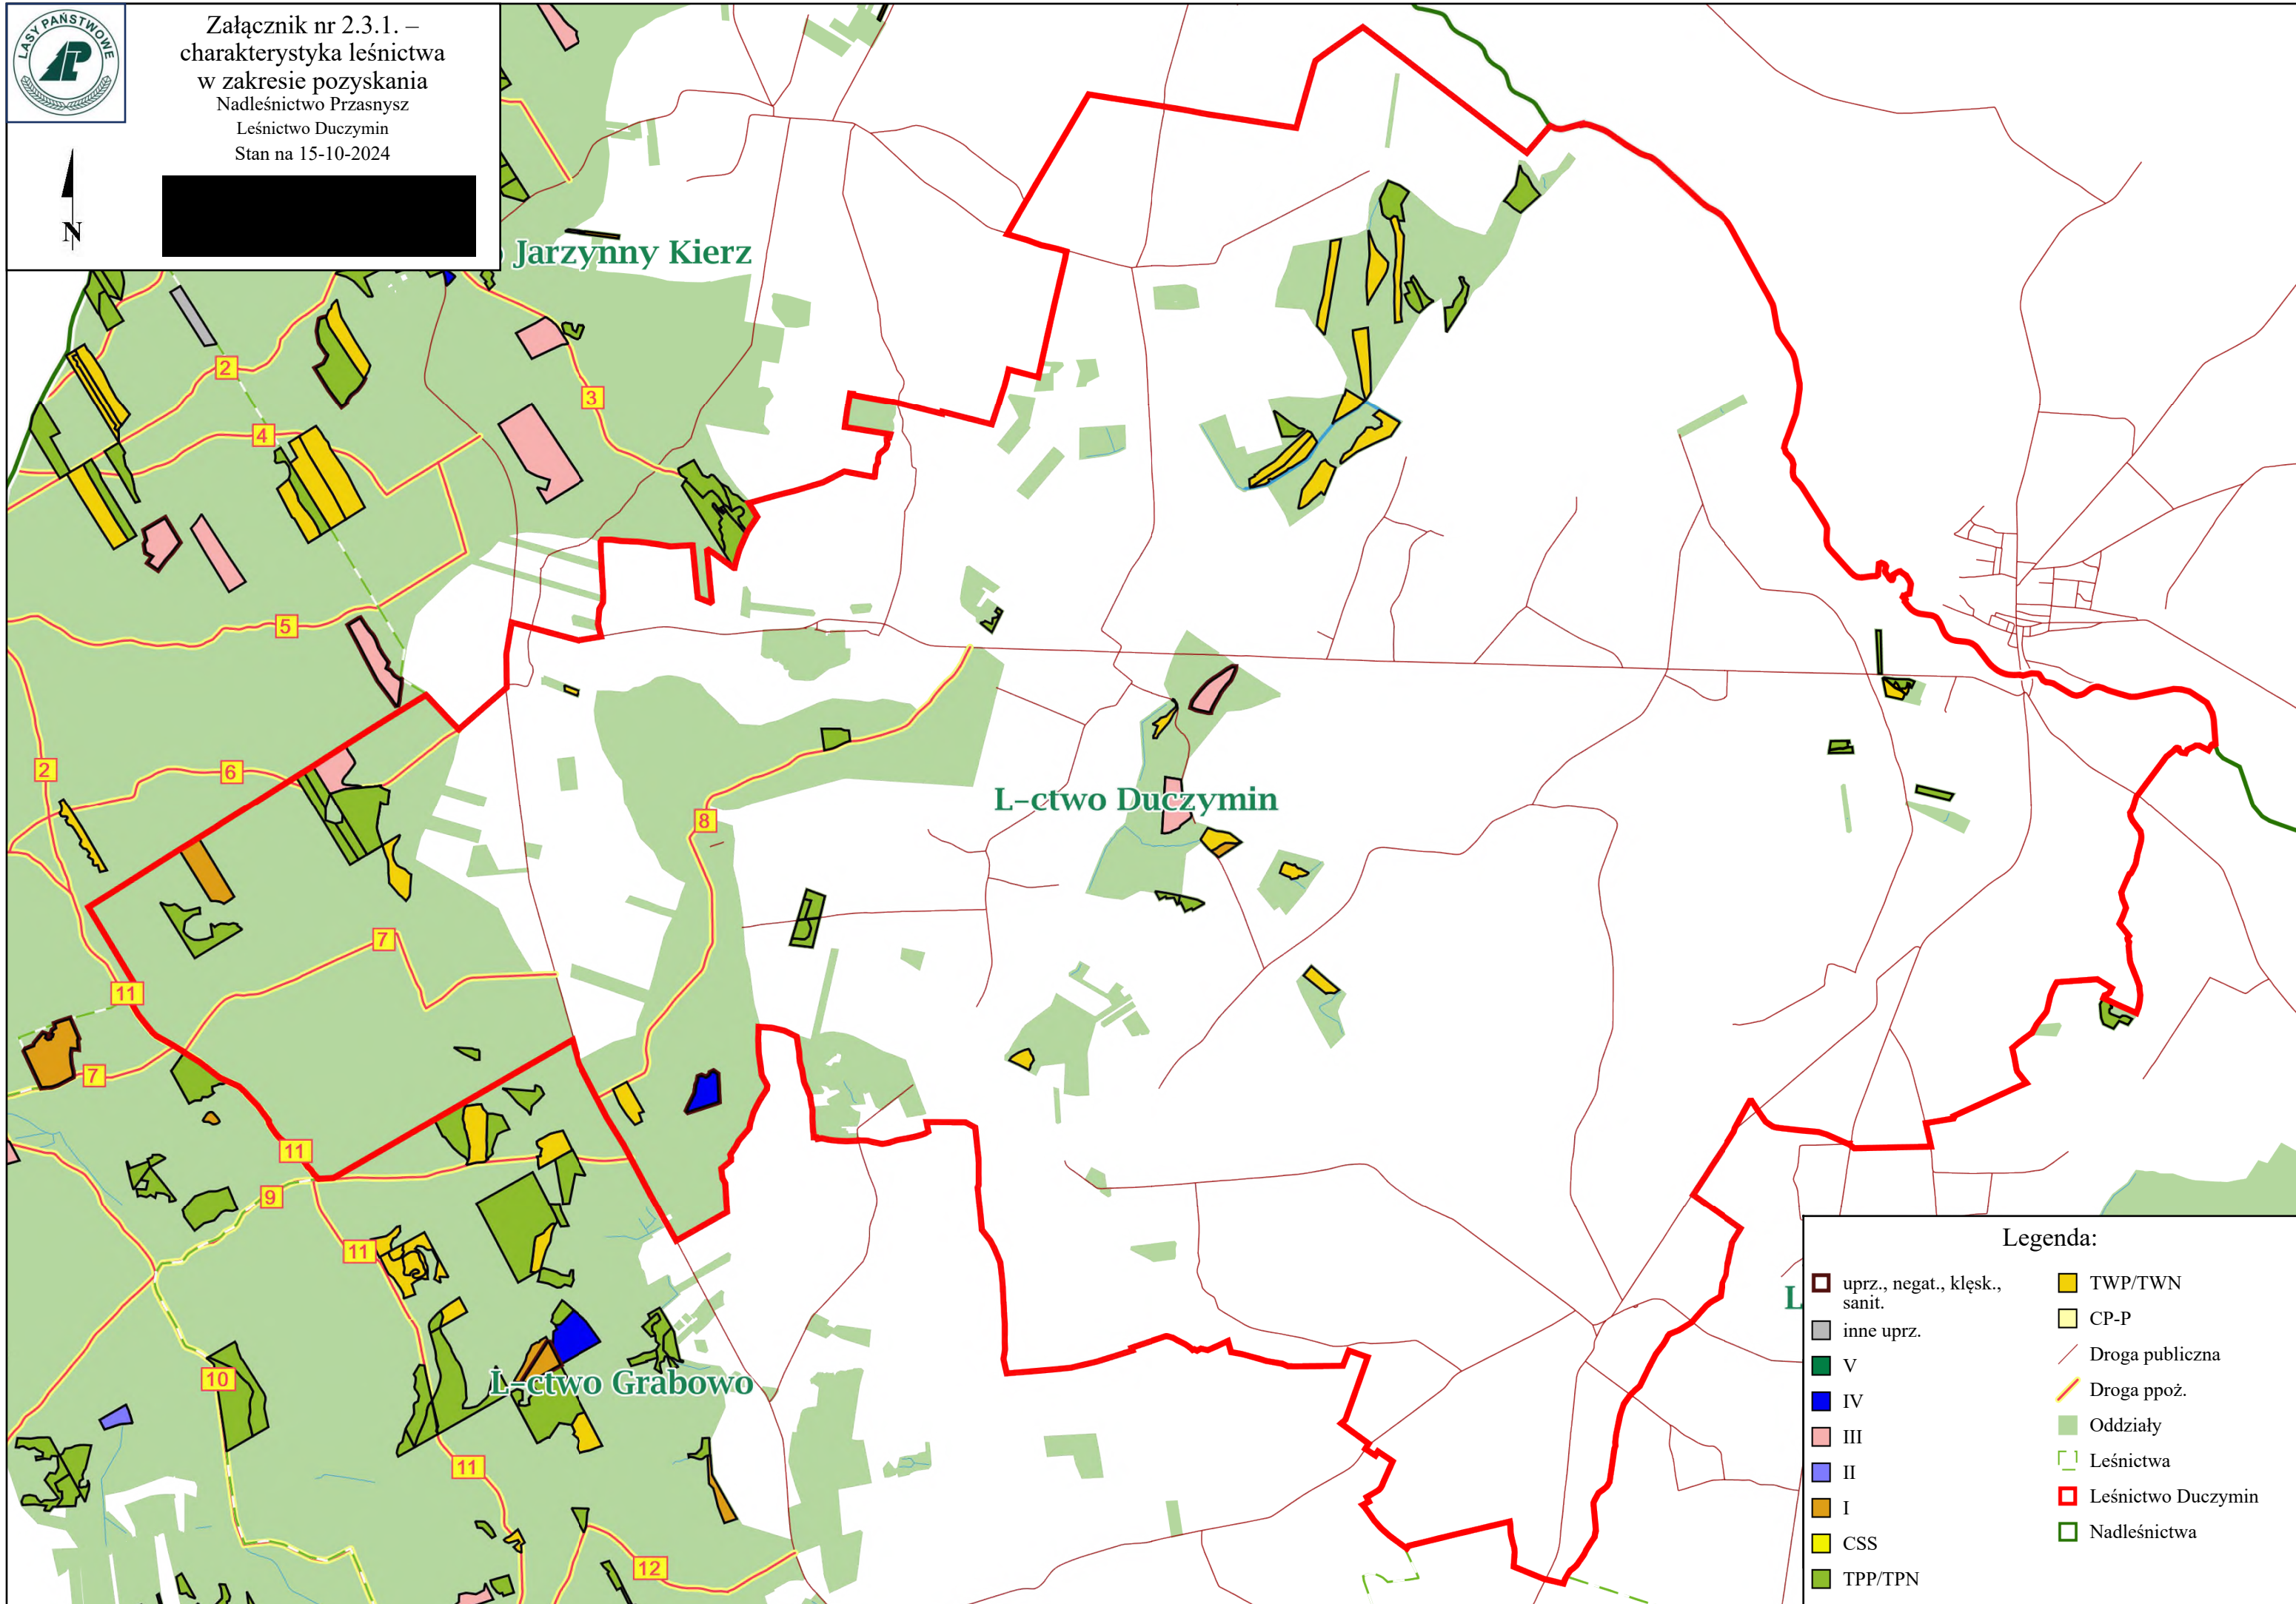 LASY PAŃSTWOWE
Załącznik nr 2.3.1. –
charakterystyka leśnictwa
w zakresie pozyskania
Nadleśnictwo Przasnysz
Leśnictwo Duczymin
Stan na 15-10-2024
N
Jarzynny Kierz
2
3
4
5
2
6
8
L-ctwo Duczymin
7
11
7
11
9
11
10
L-ctwo Grabowo
11
12
L
Legenda:
uprz., negat., klęsk.,
sanit.
inne uprz.
V
IV
III
II
I
CSS
TPP/TPN
TWP/TWN
CP-P
Droga publiczna
Droga ppoż.
Oddziały
Leśnictwa
Leśnictwo Duczymin
Nadleśnictwa